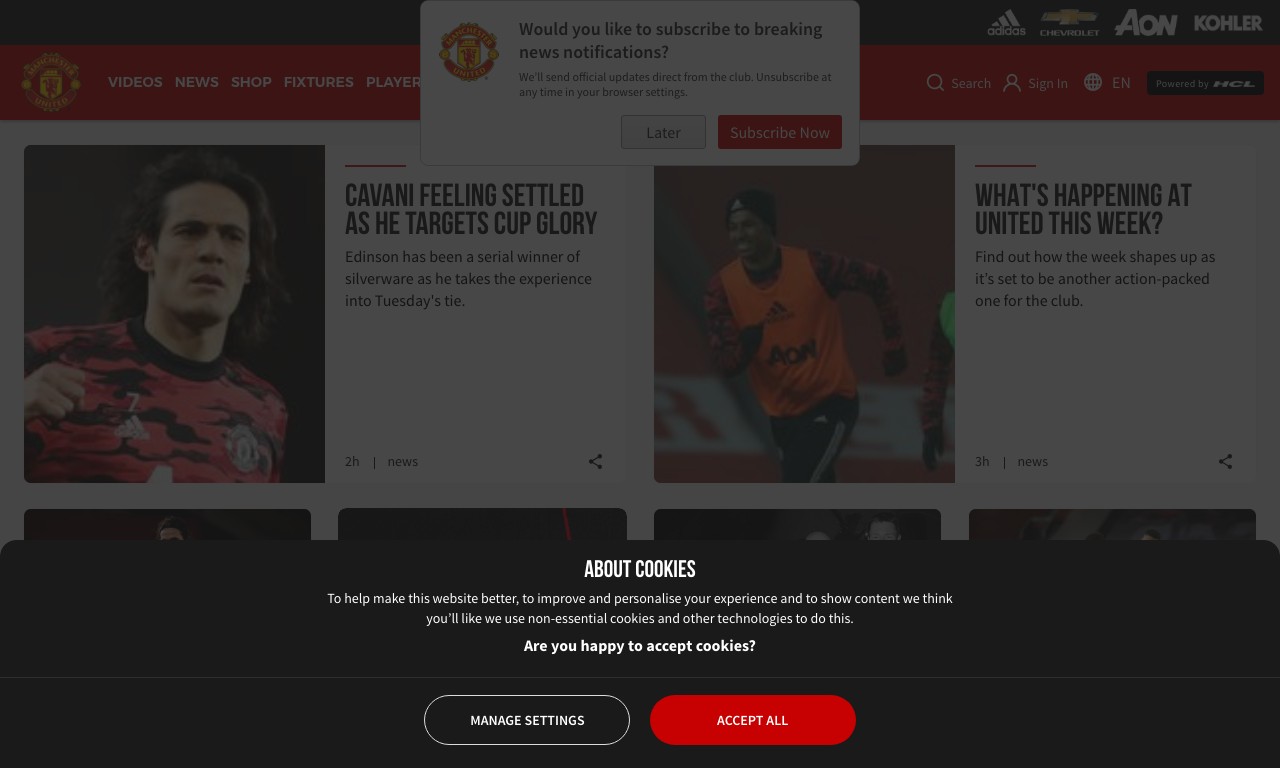 adidas
CHEVROLET
AON
KOHLER
Would you like to subscribe to breaking
news notifications?
We'll send official updates direct from the club. Unsubscribe at
any time in your browser settings.
Later
Subscribe Now
MANCHESTER
UNITED
VIDEOS NEWS SHOP FIXTURES PLAYER
Search
Sign In
EN
Powered by HCL
CAVANI FEELING SETTLED
AS HE TARGETS CUP GLORY
Edinson has been a serial winner of
silverware as he takes the experience
into Tuesday's tie.
2h | news
7
WHAT'S HAPPENING AT
UNITED THIS WEEK?
Find out how the week shapes up as
it’s set to be another action-packed
one for the club.
3h | news
AON
ABOUT COOKIES
To help make this website better, to improve and personalise your experience and to show content we think
you’ll like we use non-essential cookies and other technologies to do this.
Are you happy to accept cookies?
MANAGE SETTINGS
ACCEPT ALL